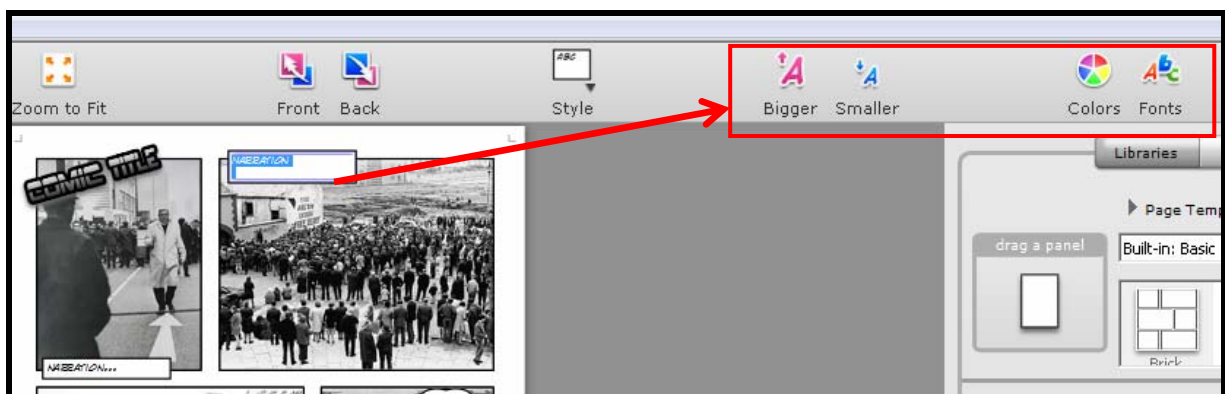 ABC
Zoom to Fit
Front Back
Style
Bigger Smaller
Colors Fonts
Libraries
Page Temp
drag a panel
Built-in: Basic
Brick
COMIC TITLE
NARRATION
NARRATION...